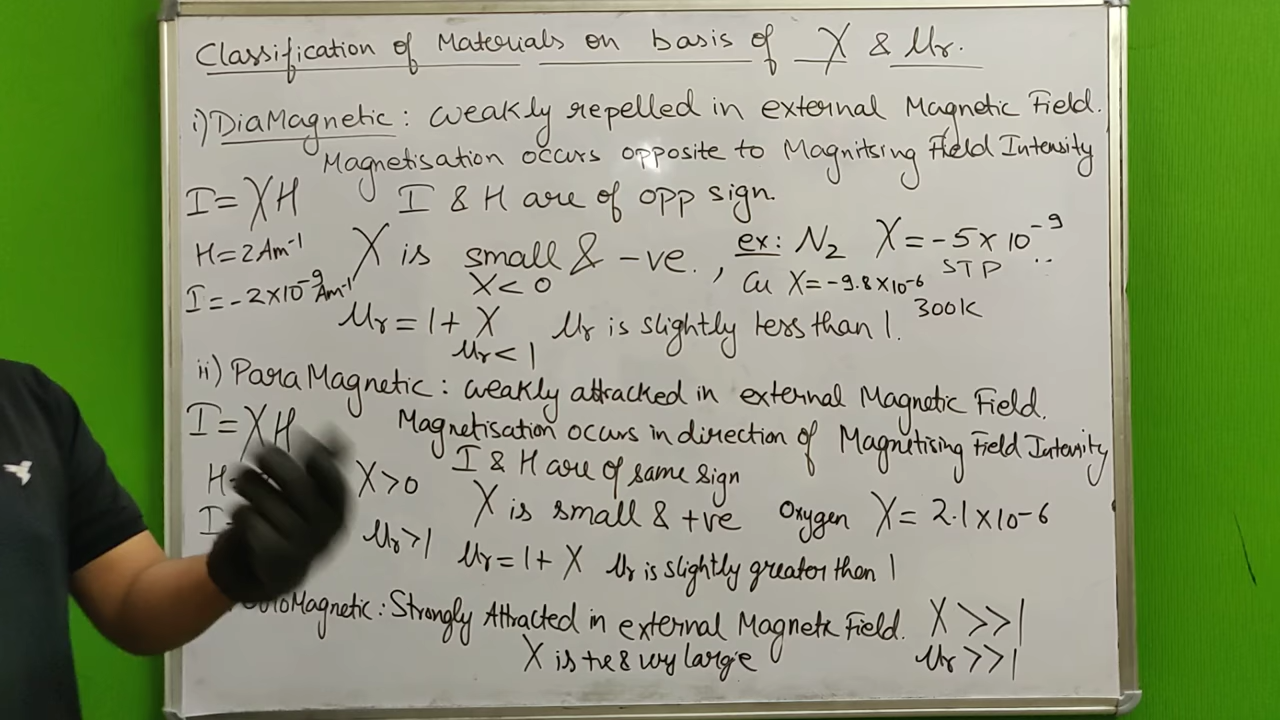 Classification of Materials on basis of χ & μr.
i) DiaMagnetic : weakly repelled in external Magnetic Field.
Magnetisation occurs opposite to Magnitsing Field Intensity
I = χH I & H are of opp sign.
H = 2 Am⁻¹ χ is small & -ve. , ex: N₂ χ = -5 x 10⁻⁹
STP
I = -2x10⁻⁹ Am⁻¹ χ < 0 Cu χ = -9.8x10⁻⁶
300K
μr = 1 + χ μr is slightly less than 1.
μr < 1
ii) ParaMagnetic : weakly attracted in external Magnetic Field.
I = χH Magnetisation occurs in direction of Magnetising Field Intensity
I & H are of same sign
H χ > 0
I χ is small & +ve Oxygen χ = 2.1 x 10⁻⁶
μr > 1 μr = 1 + χ μr is slightly greater than 1
Magnetic : Strongly Attracted in external Magnetic Field. χ >> 1
χ is +ve & very large μr >> 1